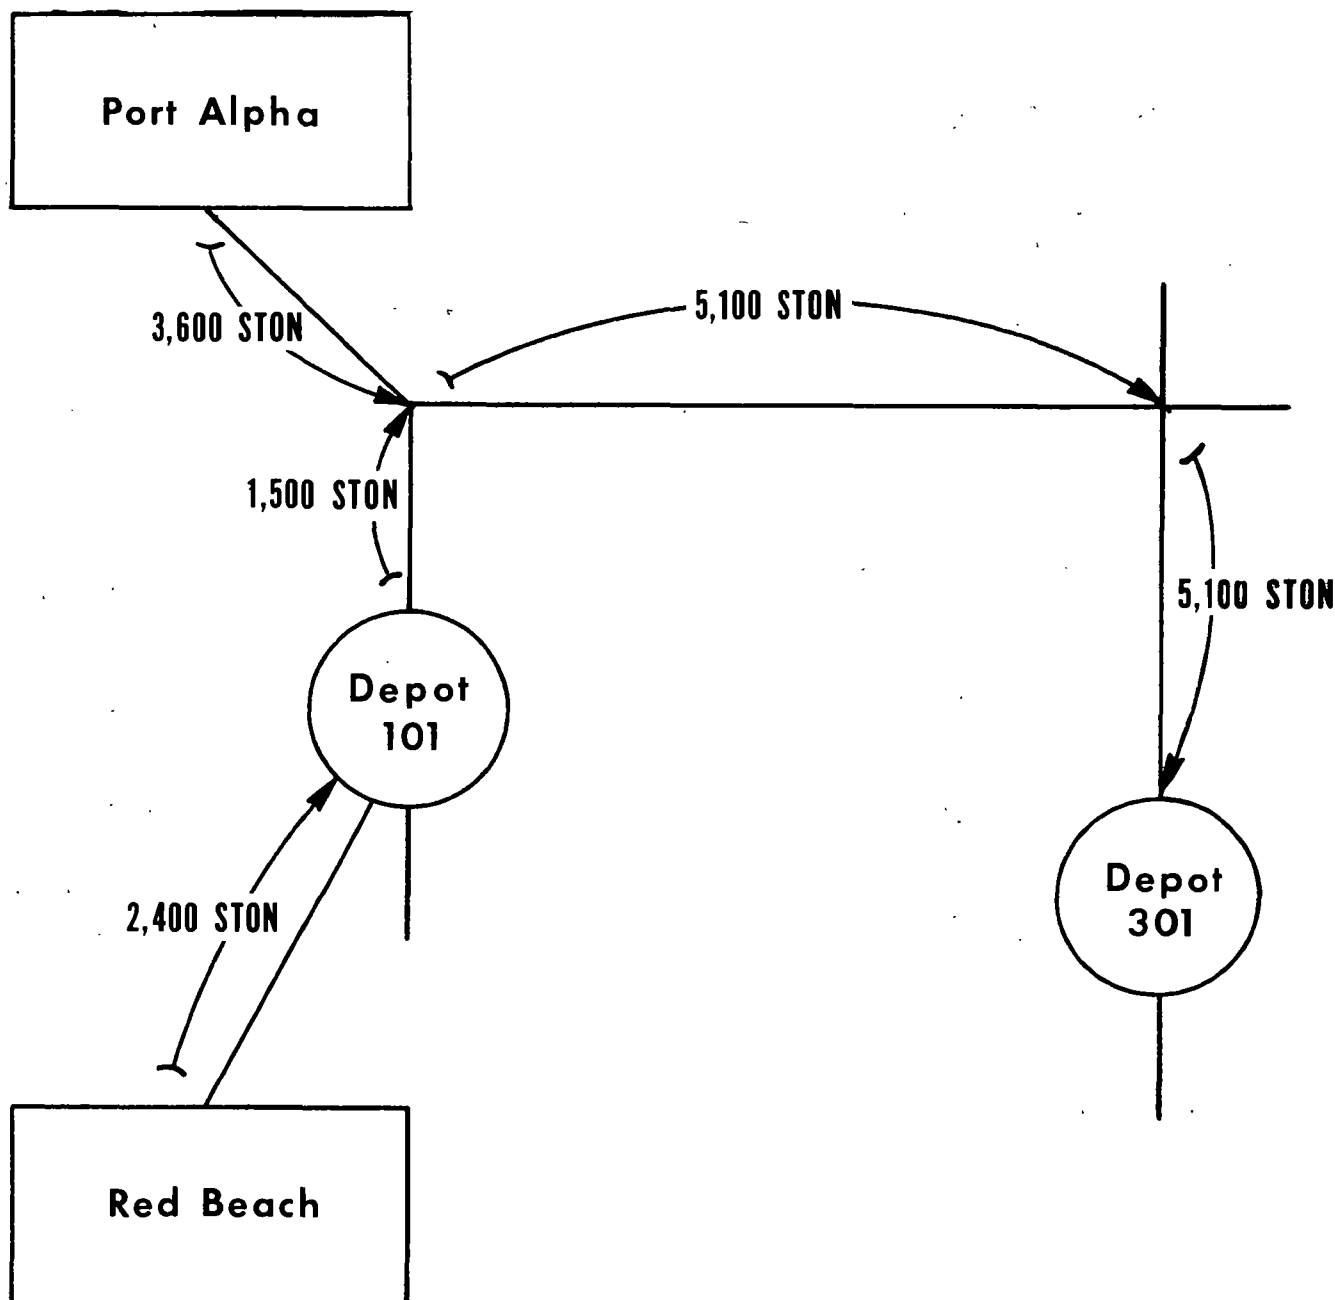 Port Alpha
5,100 STON
3,600 STON
1,500 STON
5,100 STON
Depot
101
Depot
301
2,400 STON
Red Beach